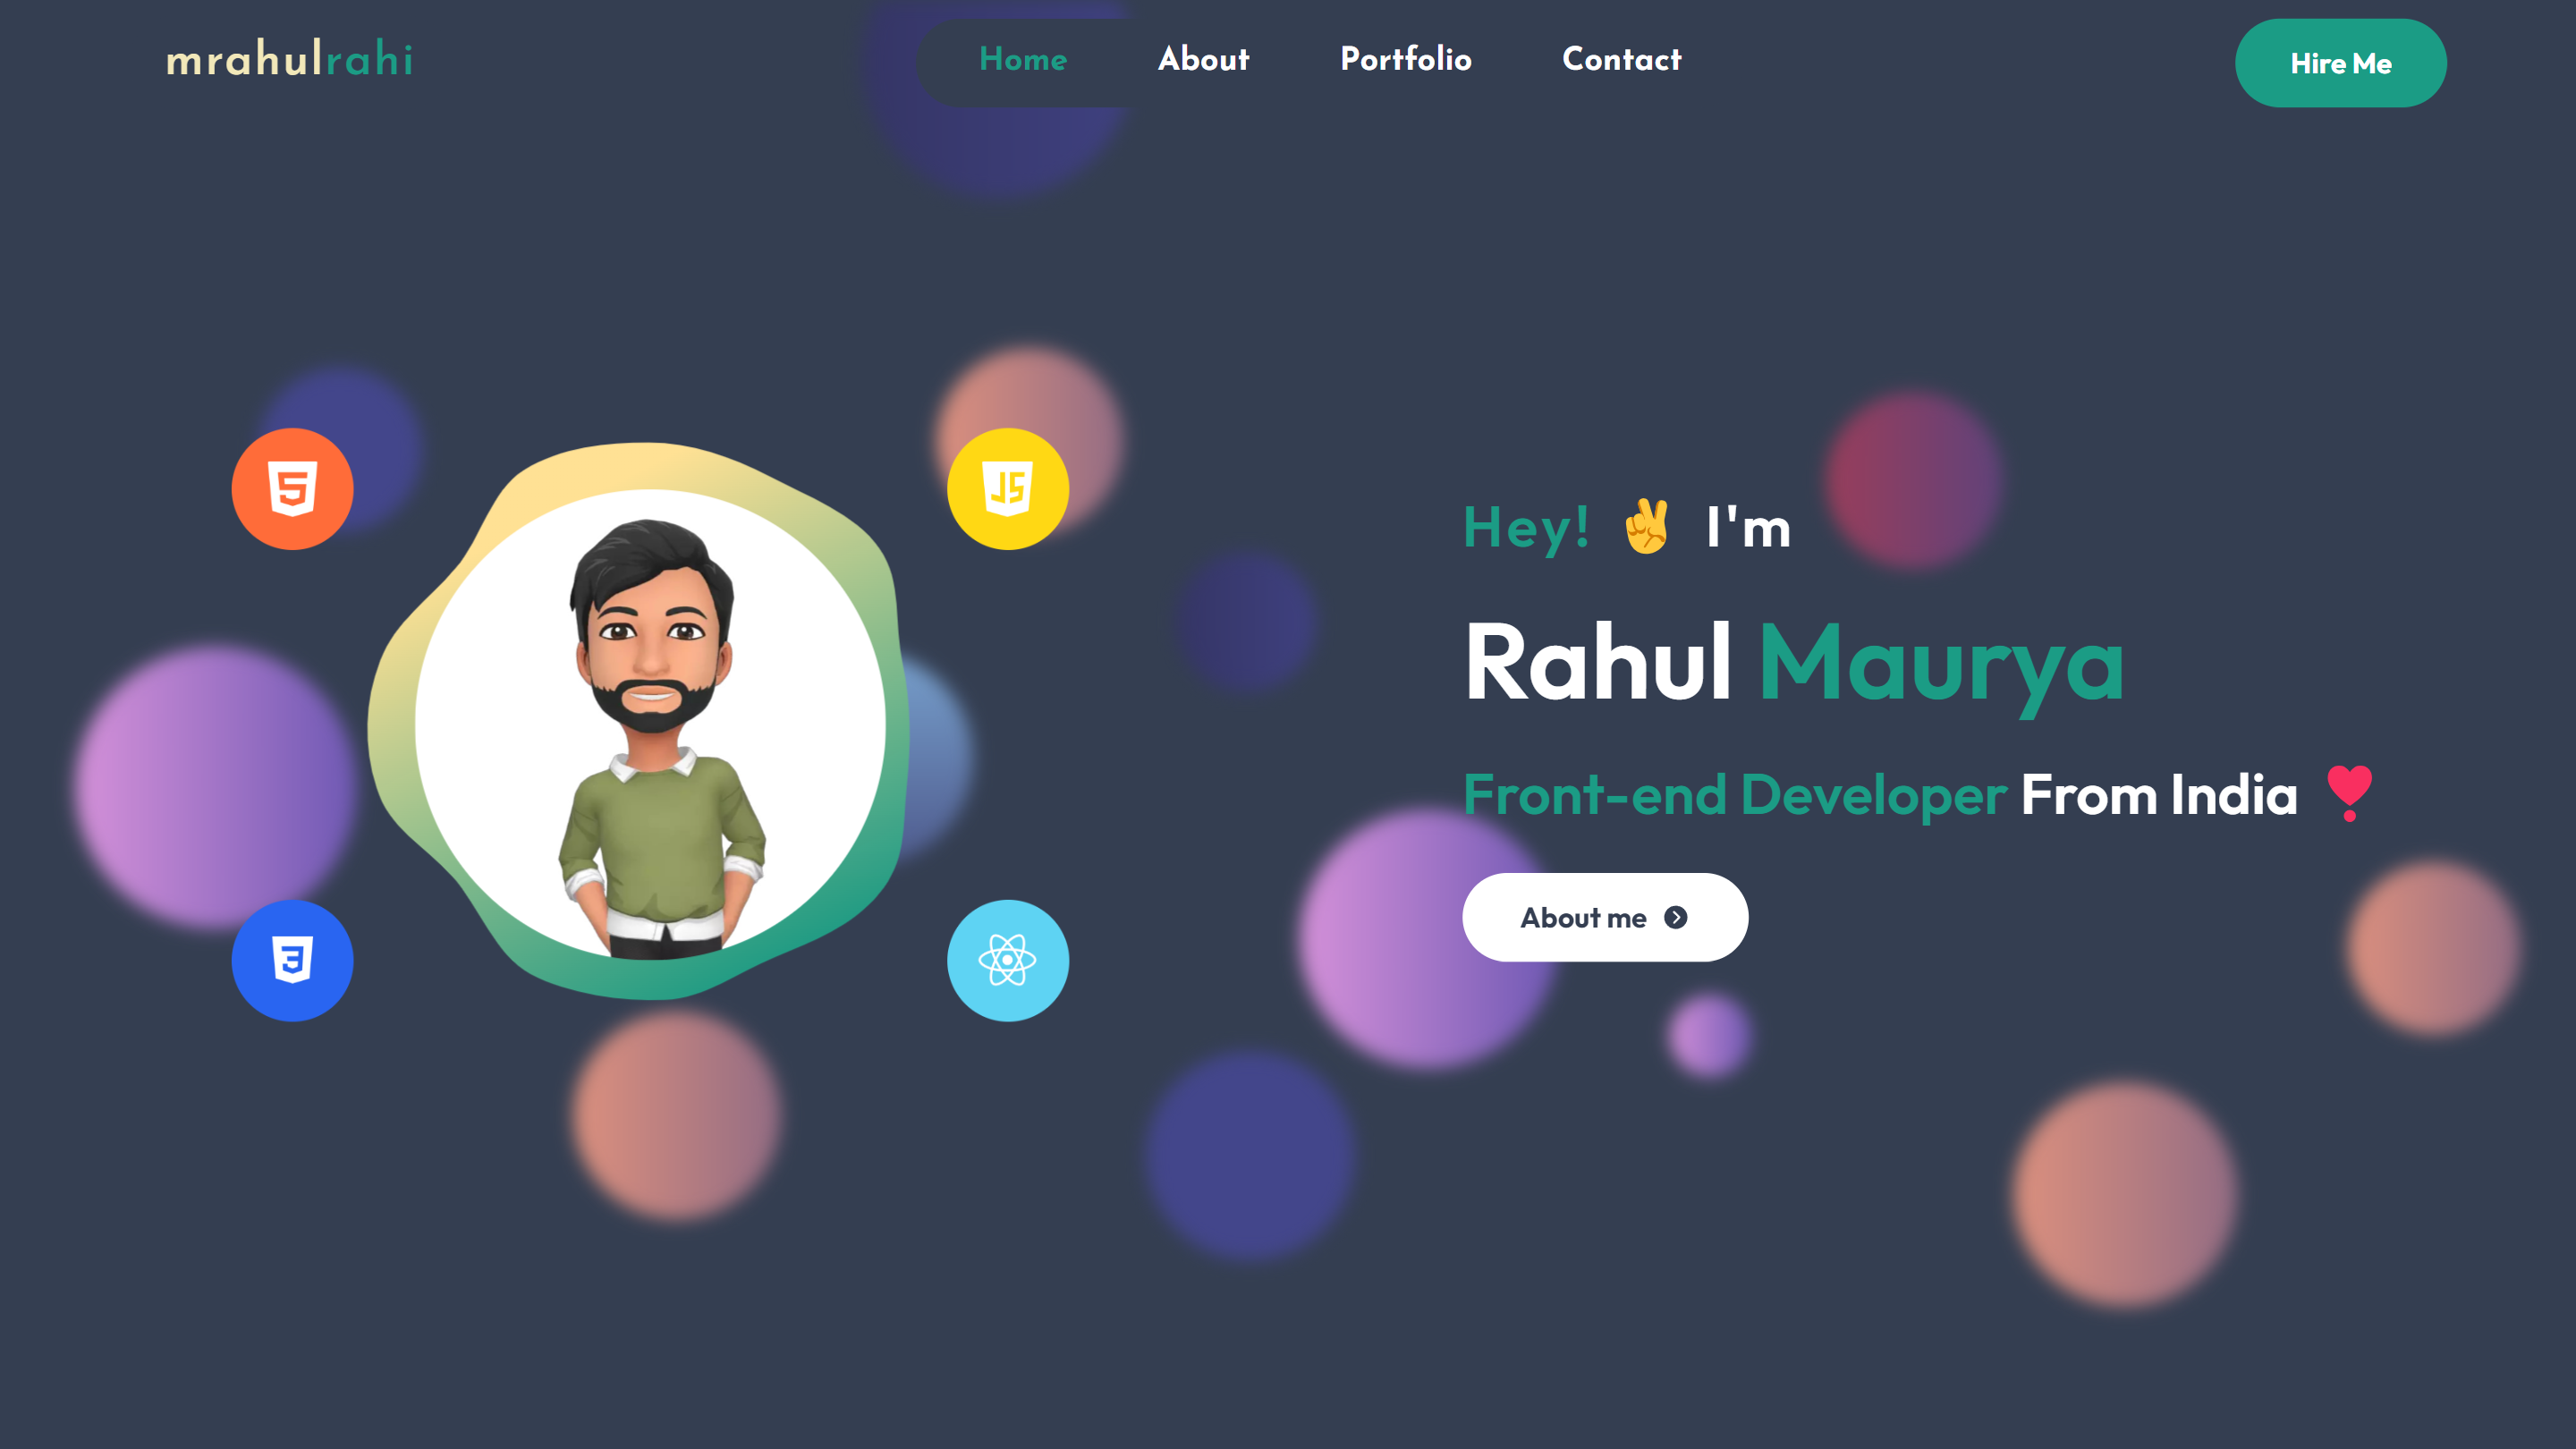 mrahulrahi
Home About Portfolio Contact
Hire Me
5
JS
3
Hey! ✌ I'm
Rahul Maurya
Front-end Developer From India ❣
About me